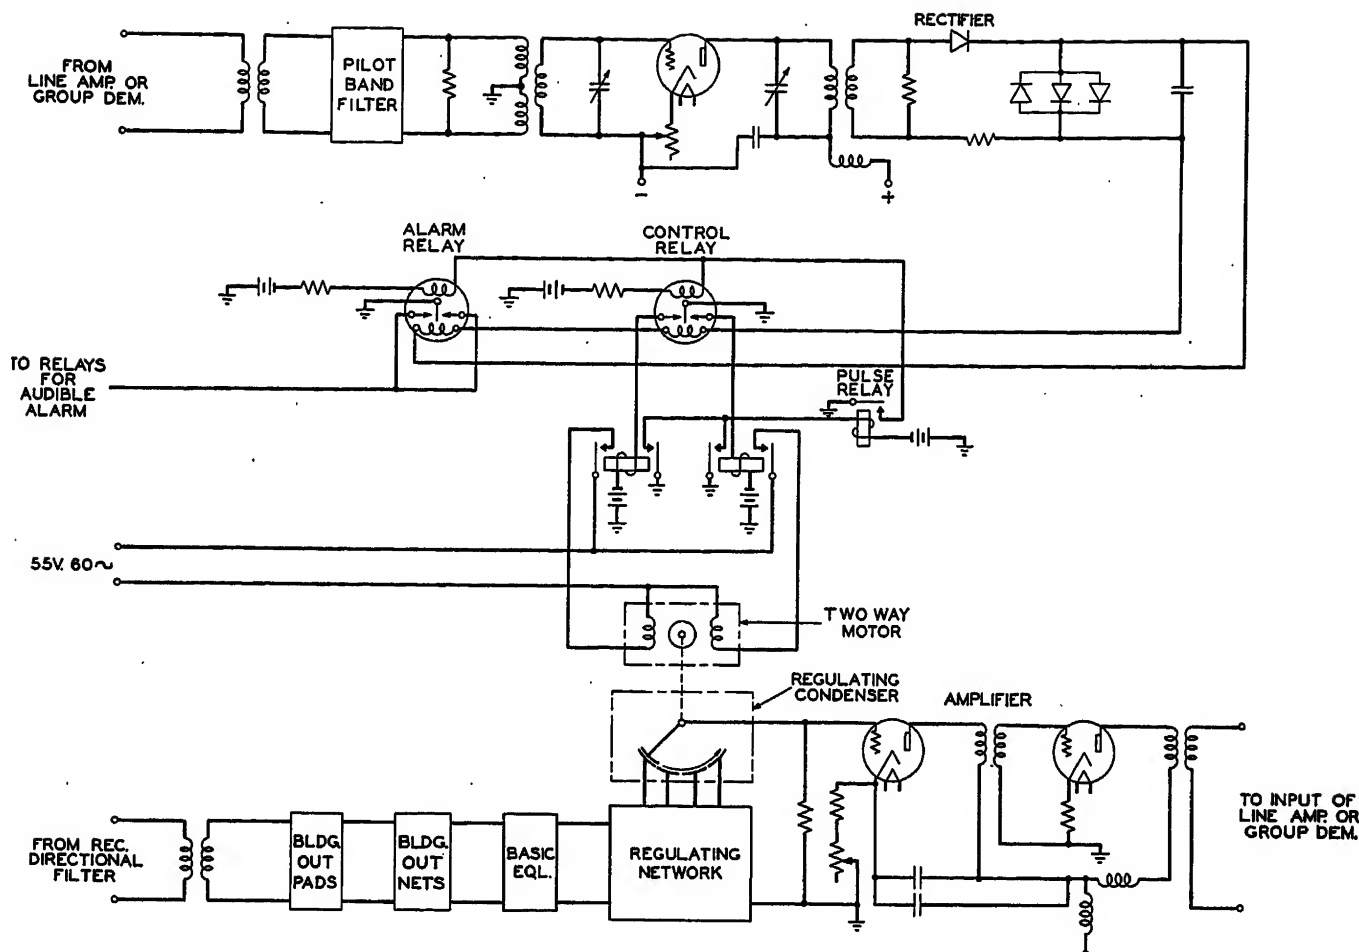 RECTIFIER
FROM
LINE AMP. OR
GROUP DEM.
PILOT
BAND
FILTER
−
+
ALARM
RELAY
CONTROL
RELAY
TO RELAYS
FOR
AUDIBLE
ALARM
PULSE
RELAY
55V. 60~
TWO WAY
MOTOR
REGULATING
CONDENSER
AMPLIFIER
FROM REC.
DIRECTIONAL
FILTER
BLDG.
OUT
PADS
BLDG.
OUT
NETS
BASIC
EQL.
REGULATING
NETWORK
TO INPUT OF
LINE AMP. OR
GROUP DEM.